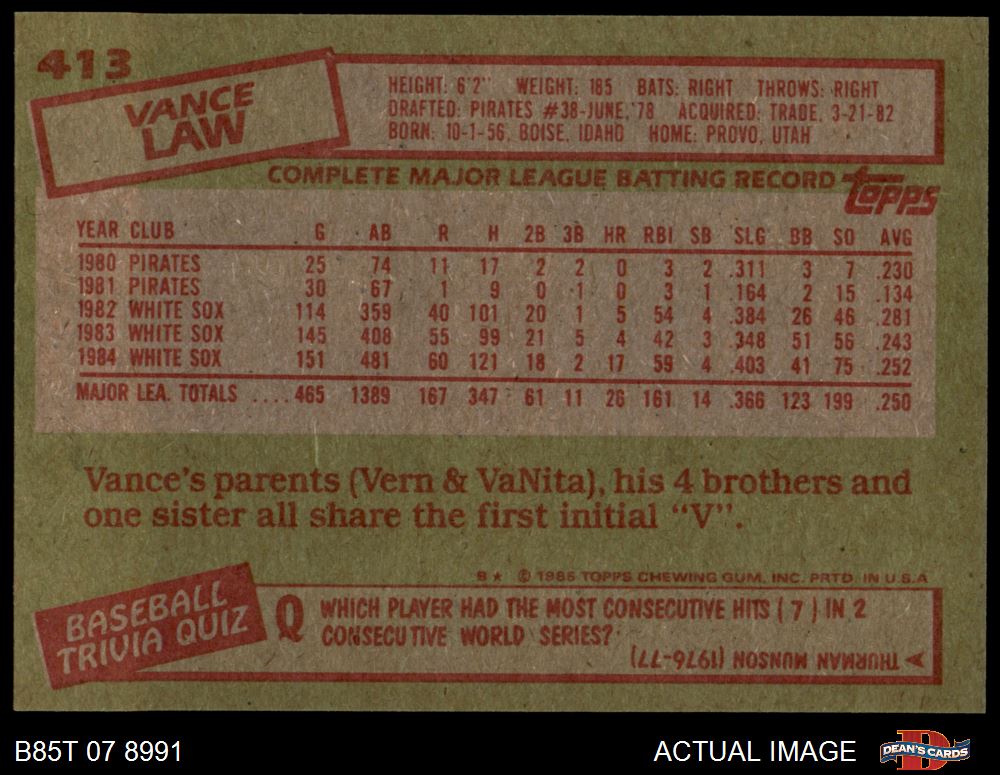 413
VANCE
LAW
HEIGHT: 6'2" WEIGHT: 185 BATS: RIGHT THROWS: RIGHT
DRAFTED: PIRATES #38-JUNE, '78 ACQUIRED: TRADE, 3-21-82
BORN: 10-1-56, BOISE, IDAHO HOME: PROVO, UTAH
COMPLETE MAJOR LEAGUE BATTING RECORD topps
YEAR CLUB G AB R H 2B 3B HR RBI SB SLG BB SO AVG
1980 PIRATES 25 74 11 17 2 2 0 3 2 .311 3 7 .230
1981 PIRATES 30 67 1 9 0 1 0 3 1 .164 2 15 .134
1982 WHITE SOX 114 359 40 101 20 1 5 54 4 .384 26 46 .281
1983 WHITE SOX 145 408 55 99 21 5 4 42 3 .348 51 56 .243
1984 WHITE SOX 151 481 60 121 18 2 17 59 4 .403 41 75 .252
MAJOR LEA. TOTALS ....465 1389 167 347 61 11 26 161 14 .366 123 199 .250
Vance's parents (Vern & VaNita), his 4 brothers and
one sister all share the first initial "V".
B★ © 1985 TOPPS CHEWING GUM, INC. PRTD. IN U.S.A
BASEBALL
TRIVIA QUIZ
Q WHICH PLAYER HAD THE MOST CONSECUTIVE HITS (7) IN 2
CONSECUTIVE WORLD SERIES?
THURMAN MUNSON (1976-77)
B85T 07 8991
ACTUAL IMAGE
D
DEAN'S CARDS